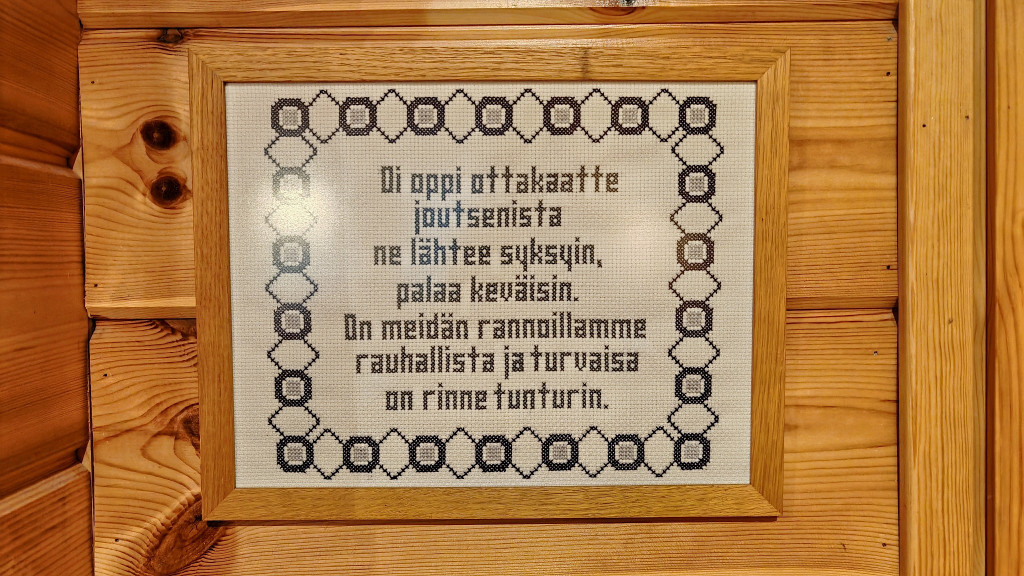 Oi oppi ottakaatte
joutsenista
ne lähtee syksyin,
palaa keväisin.
On meidän rannoillamme
rauhallista ja turvaisa
on rinne tunturin.